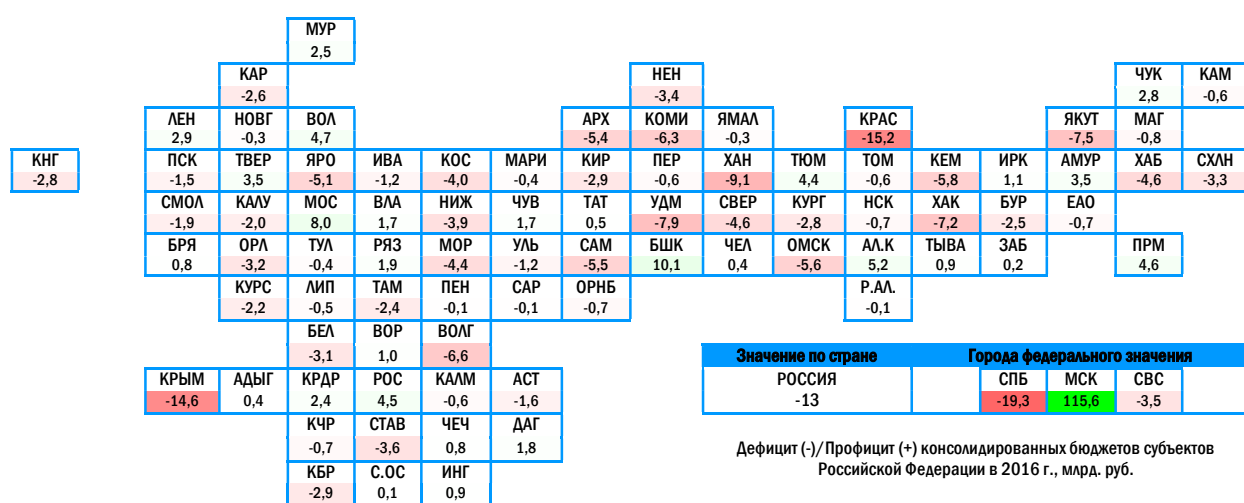 МУР
2,5
КАР НЕН ЧУК КАМ
-2,6 -3,4 2,8 -0,6
ЛЕН НОВГ ВОЛ АРХ КОМИ ЯМАЛ КРАС ЯКУТ МАГ
2,9 -0,3 4,7 -5,4 -6,3 -0,3 -15,2 -7,5 -0,8
КНГ ПСК ТВЕР ЯРО ИВА КОС МАРИ КИР ПЕР ХАН ТЮМ ТОМ КЕМ ИРК АМУР ХАБ СХЛН
-2,8 -1,5 3,5 -5,1 -1,2 -4,0 -0,4 -2,9 -0,6 -9,1 4,4 -0,6 -5,8 1,1 3,5 -4,6 -3,3
СМОЛ КАЛУ МОС ВЛА НИЖ ЧУВ ТАТ УДМ СВЕР КУРГ НСК ХАК БУР ЕАО
-1,9 -2,0 8,0 1,7 -3,9 1,7 0,5 -7,9 -4,6 -2,8 -0,7 -7,2 -2,5 -0,7
БРЯ ОРЛ ТУЛ РЯЗ МОР УЛЬ САМ БШК ЧЕЛ ОМСК АЛ.К ТЫВА ЗАБ ПРМ
0,8 -3,2 -0,4 1,9 -4,4 -1,2 -5,5 10,1 0,4 -5,6 5,2 0,9 0,2 4,6
КУРС ЛИП ТАМ ПЕН САР ОРНБ Р.АЛ.
-2,2 -0,5 -2,4 -0,1 -0,1 -0,7 -0,1
БЕЛ ВОР ВОЛГ
-3,1 1,0 -6,6
Значение по стране Города федерального значения
КРЫМ АДЫГ КРДР РОС КАЛМ АСТ РОССИЯ СПБ МСК СВС
-14,6 0,4 2,4 4,5 -0,6 -1,6 -13 -19,3 115,6 -3,5
КЧР СТАВ ЧЕЧ ДАГ
-0,7 -3,6 0,8 1,8
Дефицит (-)/Профицит (+) консолидированных бюджетов субъектов
Российской Федерации в 2016 г., млрд. руб.
КБР С.ОС ИНГ
-2,9 0,1 0,9